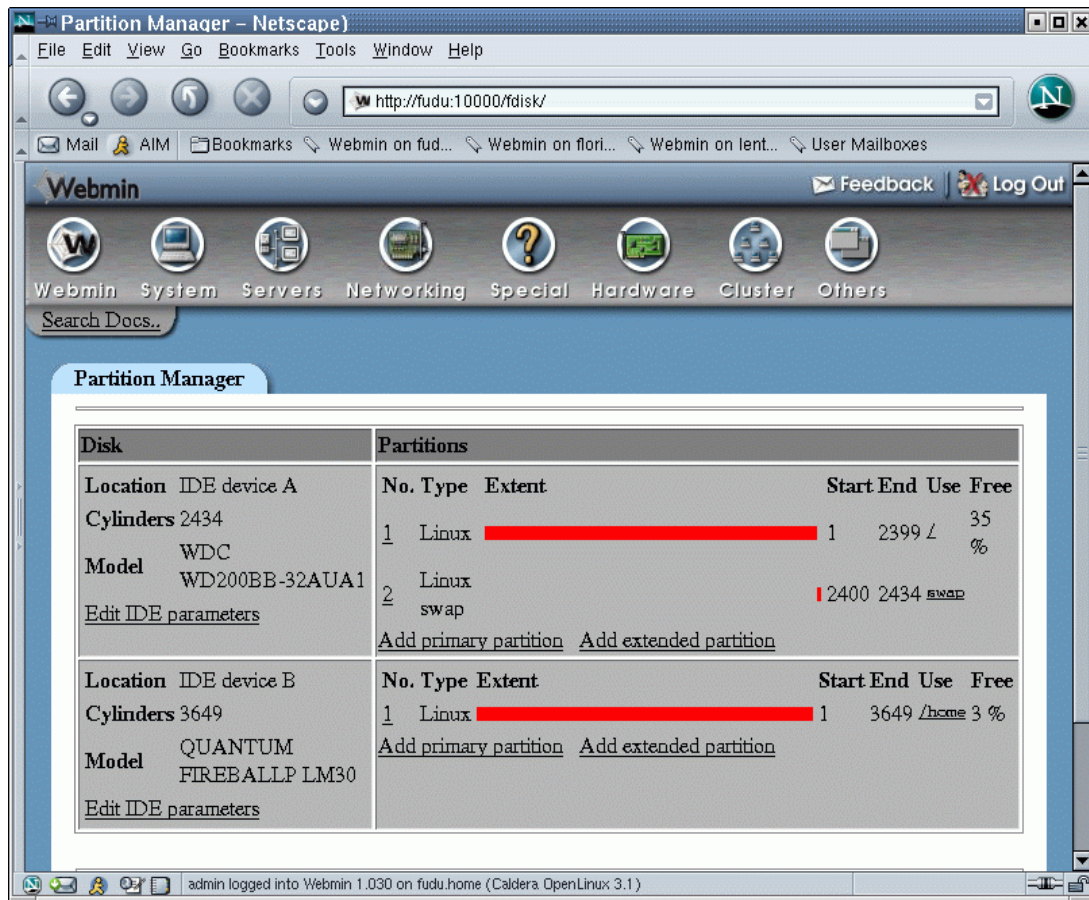 Partition Manager – Netscape)
File Edit View Go Bookmarks Tools Window Help
http://fudu:10000/fdisk/
N
Mail AIM Bookmarks Webmin on fud... Webmin on flori... Webmin on lent... User Mailboxes
Webmin Feedback Log Out
Webmin System Servers Networking Special Hardware Cluster Others
Search Docs..
Partition Manager
Disk Partitions
Location IDE device A
Cylinders 2434
Model WDC
WD200BB-32AUA1
Edit IDE parameters
No. Type Extent Start End Use Free
1 Linux 1 2399 / 35
%
2 Linux
swap 2400 2434 swap
Add primary partition Add extended partition
Location IDE device B
Cylinders 3649
Model QUANTUM
FIREBALLP LM30
Edit IDE parameters
No. Type Extent Start End Use Free
1 Linux 1 3649 /home 3 %
Add primary partition Add extended partition
admin logged into Webmin 1.030 on fudu.home (Caldera OpenLinux 3.1)